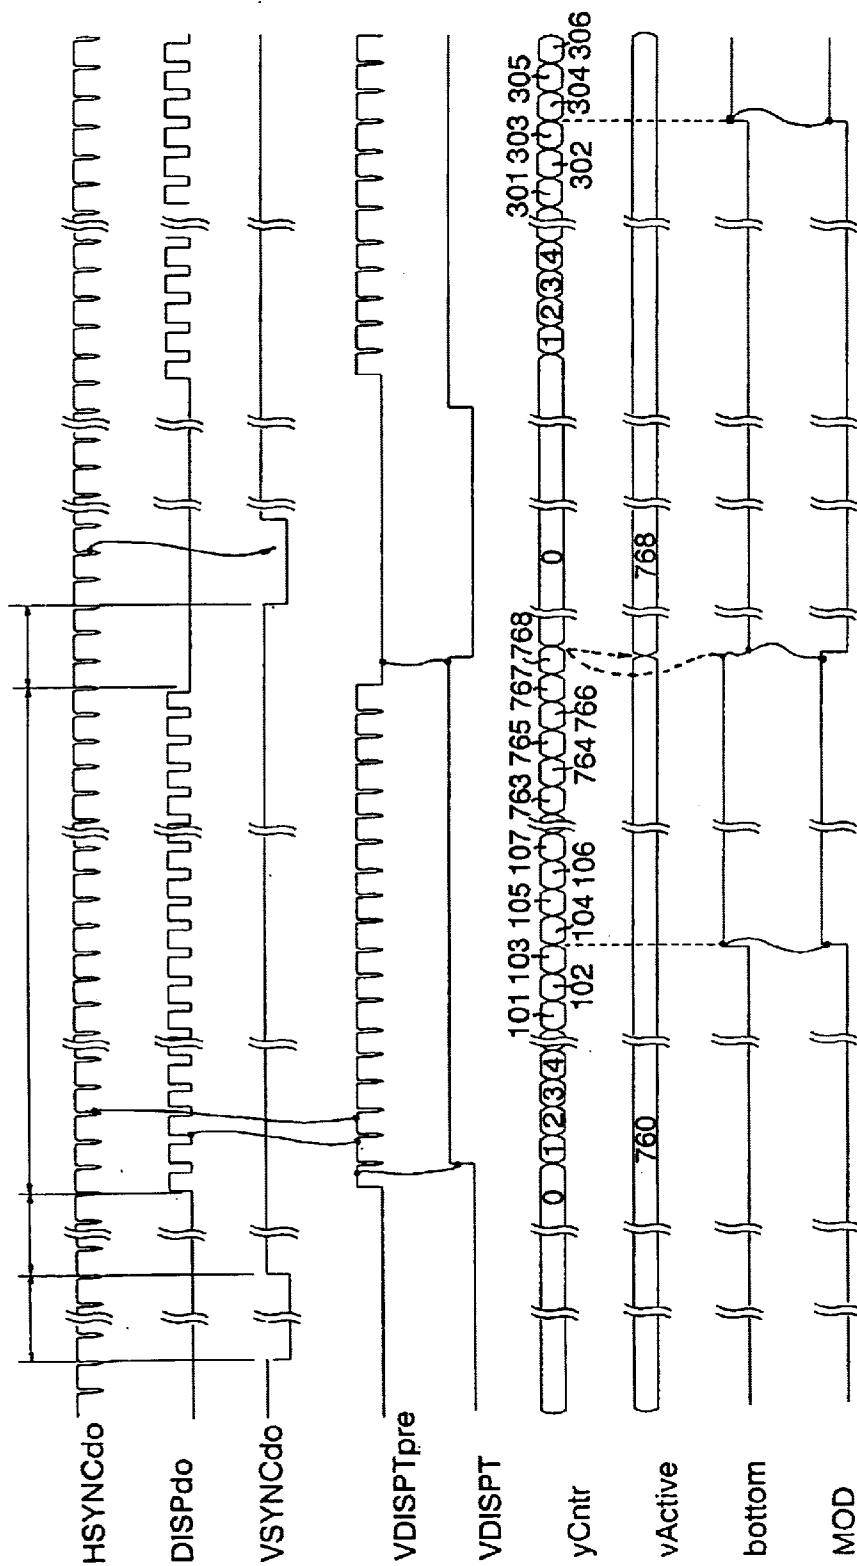 HSYNCdo
DISPdo
VSYNCdo
VDISPTpre
VDISPT
yCntr
0 1 2 3 4 101 102 103 104 105 106 107 763 764 765 766 767 768 0 1 2 3 4 301 302 303 304 305 306
vActive
760 768
bottom
MOD